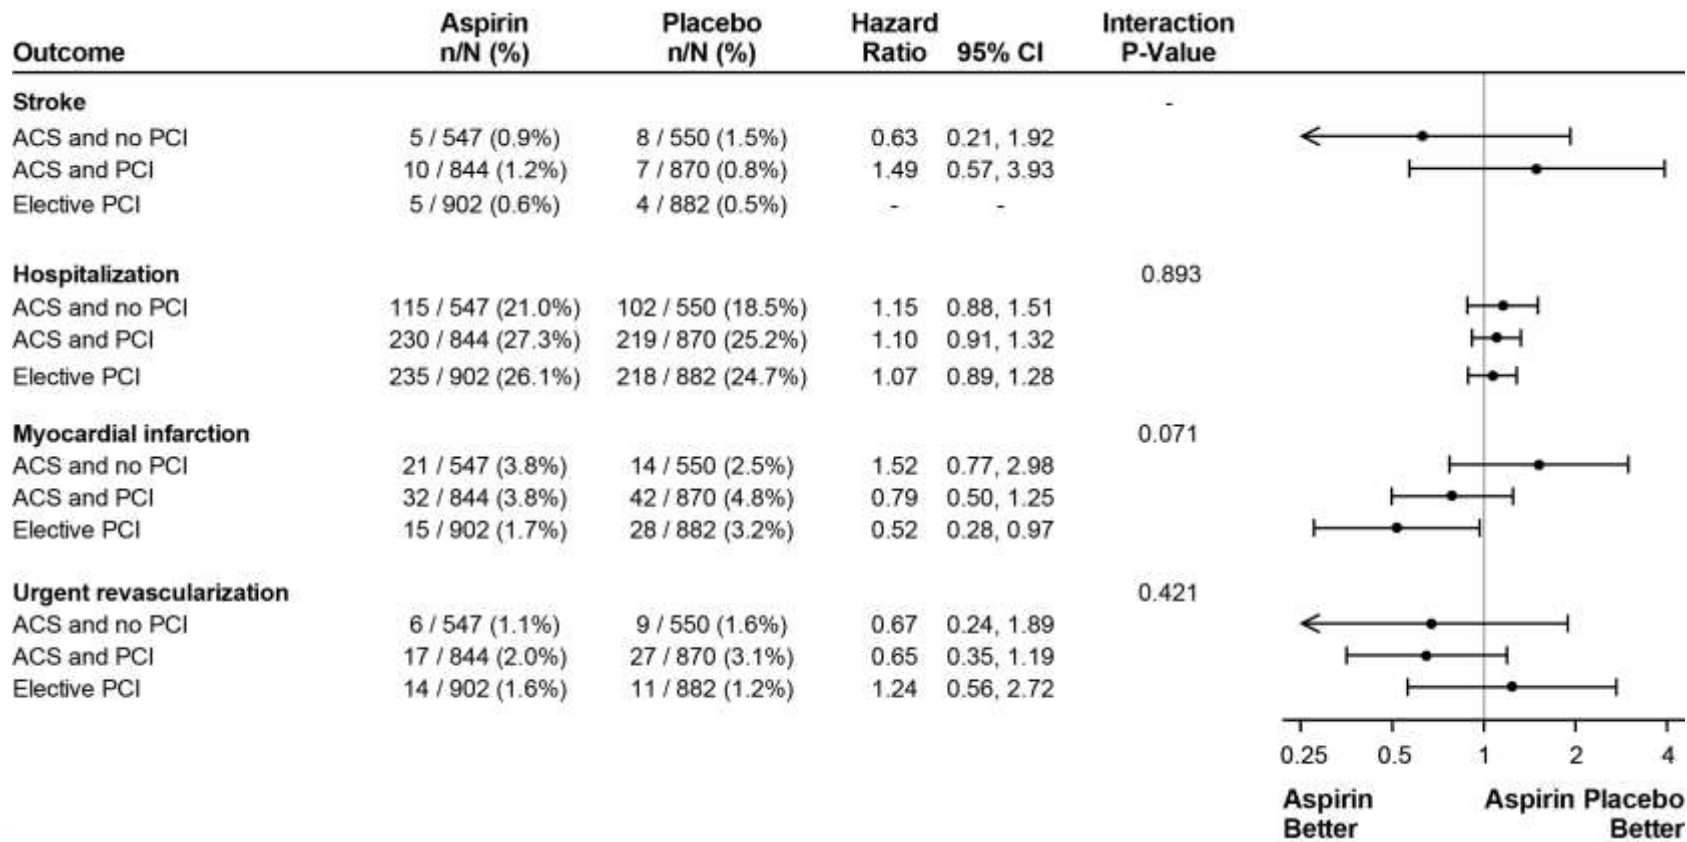 Outcome Aspirin n/N (%) Placebo n/N (%) Hazard Ratio 95% CI Interaction P-Value
Stroke -
ACS and no PCI 5 / 547 (0.9%) 8 / 550 (1.5%) 0.63 0.21, 1.92
ACS and PCI 10 / 844 (1.2%) 7 / 870 (0.8%) 1.49 0.57, 3.93
Elective PCI 5 / 902 (0.6%) 4 / 882 (0.5%) - -
Hospitalization 0.893
ACS and no PCI 115 / 547 (21.0%) 102 / 550 (18.5%) 1.15 0.88, 1.51
ACS and PCI 230 / 844 (27.3%) 219 / 870 (25.2%) 1.10 0.91, 1.32
Elective PCI 235 / 902 (26.1%) 218 / 882 (24.7%) 1.07 0.89, 1.28
Myocardial infarction 0.071
ACS and no PCI 21 / 547 (3.8%) 14 / 550 (2.5%) 1.52 0.77, 2.98
ACS and PCI 32 / 844 (3.8%) 42 / 870 (4.8%) 0.79 0.50, 1.25
Elective PCI 15 / 902 (1.7%) 28 / 882 (3.2%) 0.52 0.28, 0.97
Urgent revascularization 0.421
ACS and no PCI 6 / 547 (1.1%) 9 / 550 (1.6%) 0.67 0.24, 1.89
ACS and PCI 17 / 844 (2.0%) 27 / 870 (3.1%) 0.65 0.35, 1.19
Elective PCI 14 / 902 (1.6%) 11 / 882 (1.2%) 1.24 0.56, 2.72
0.25 0.5 1 2 4
Aspirin Aspirin Placebo
Better Better